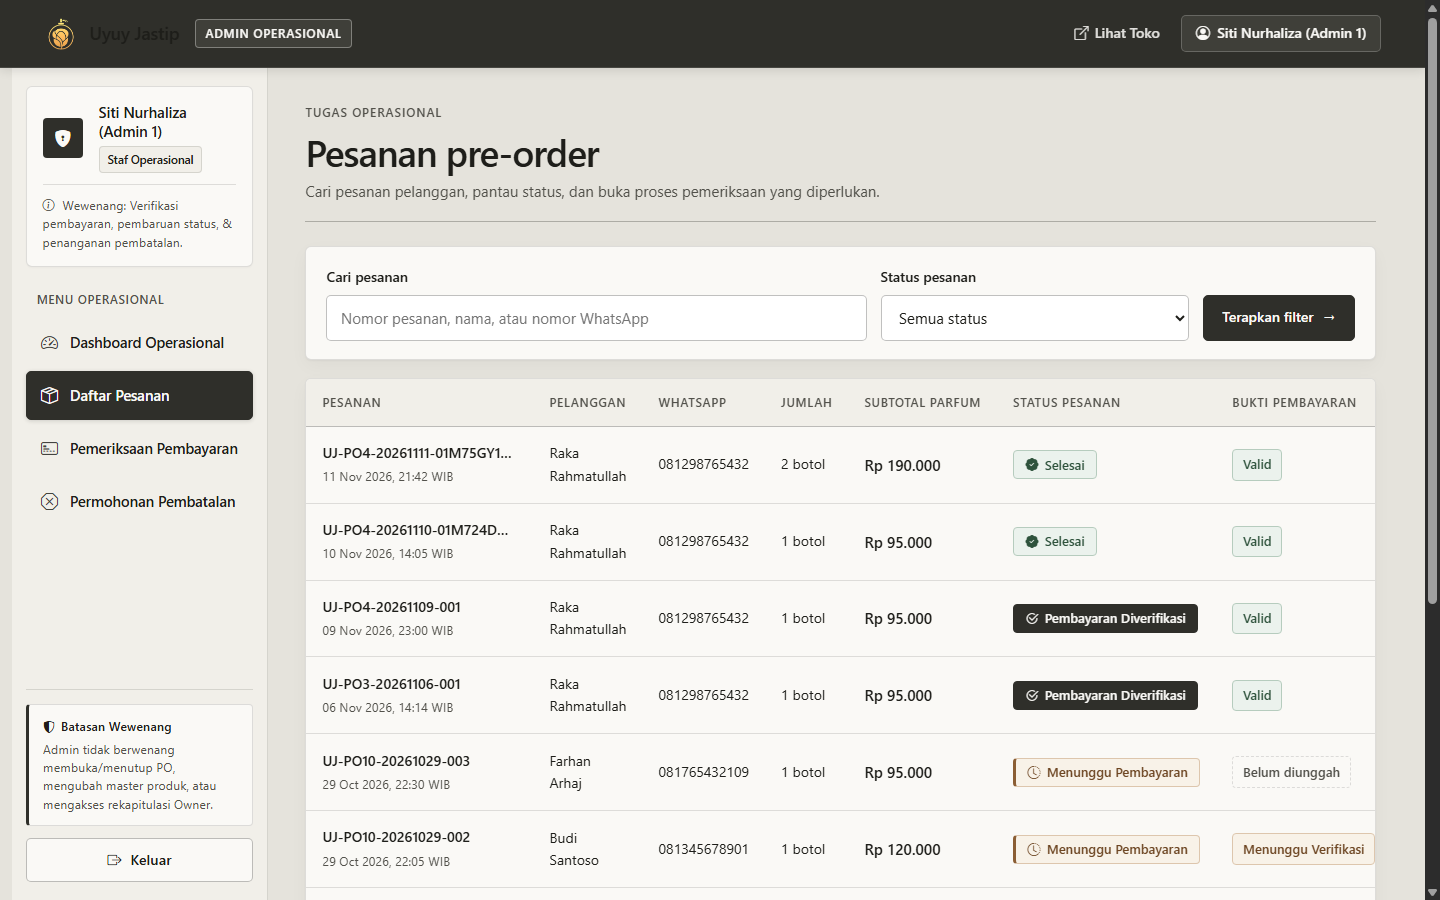 Uyuy Jastip
ADMIN OPERASIONAL
Lihat Toko
Siti Nurhaliza (Admin 1)
Siti Nurhaliza
(Admin 1)
Staf Operasional
Wewenang: Verifikasi
pembayaran, pembaruan status, &
penanganan pembatalan.
MENU OPERASIONAL
Dashboard Operasional
Daftar Pesanan
Pemeriksaan Pembayaran
Permohonan Pembatalan
Batasan Wewenang
Admin tidak berwenang
membuka/menutup PO,
mengubah master produk, atau
mengakses rekapitulasi Owner.
Keluar
TUGAS OPERASIONAL
Pesanan pre-order
Cari pesanan pelanggan, pantau status, dan buka proses pemeriksaan yang diperlukan.
Cari pesanan
Nomor pesanan, nama, atau nomor WhatsApp
Status pesanan
Semua status
Terapkan filter →
PESANAN PELANGGAN WHATSAPP JUMLAH SUBTOTAL PARFUM STATUS PESANAN BUKTI PEMBAYARAN
UJ-PO4-20261111-01M75GY1...
11 Nov 2026, 21:42 WIB
Raka
Rahmatullah
081298765432 2 botol Rp 190.000 Selesai Valid
UJ-PO4-20261110-01M724D...
10 Nov 2026, 14:05 WIB
Raka
Rahmatullah
081298765432 1 botol Rp 95.000 Selesai Valid
UJ-PO4-20261109-001
09 Nov 2026, 23:00 WIB
Raka
Rahmatullah
081298765432 1 botol Rp 95.000 Pembayaran Diverifikasi Valid
UJ-PO3-20261106-001
06 Nov 2026, 14:14 WIB
Raka
Rahmatullah
081298765432 1 botol Rp 95.000 Pembayaran Diverifikasi Valid
UJ-PO10-20261029-003
29 Oct 2026, 22:30 WIB
Farhan
Arhaj
081765432109 1 botol Rp 95.000 Menunggu Pembayaran Belum diunggah
UJ-PO10-20261029-002
29 Oct 2026, 22:05 WIB
Budi
Santoso
081345678901 1 botol Rp 120.000 Menunggu Pembayaran Menunggu Verifikasi